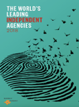 THE WORLD'S
LEADING
INDEPENDENT
AGENCIES